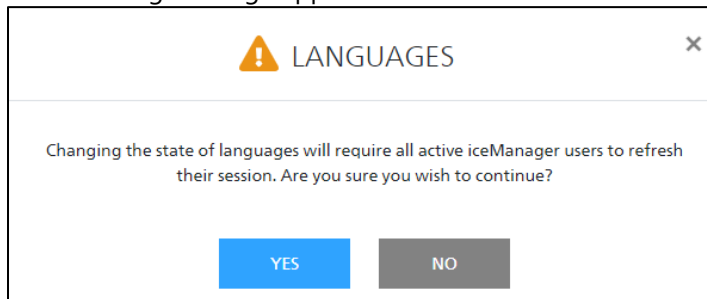 LANGUAGES
×
Changing the state of languages will require all active iceManager users to refresh
their session. Are you sure you wish to continue?
YES NO